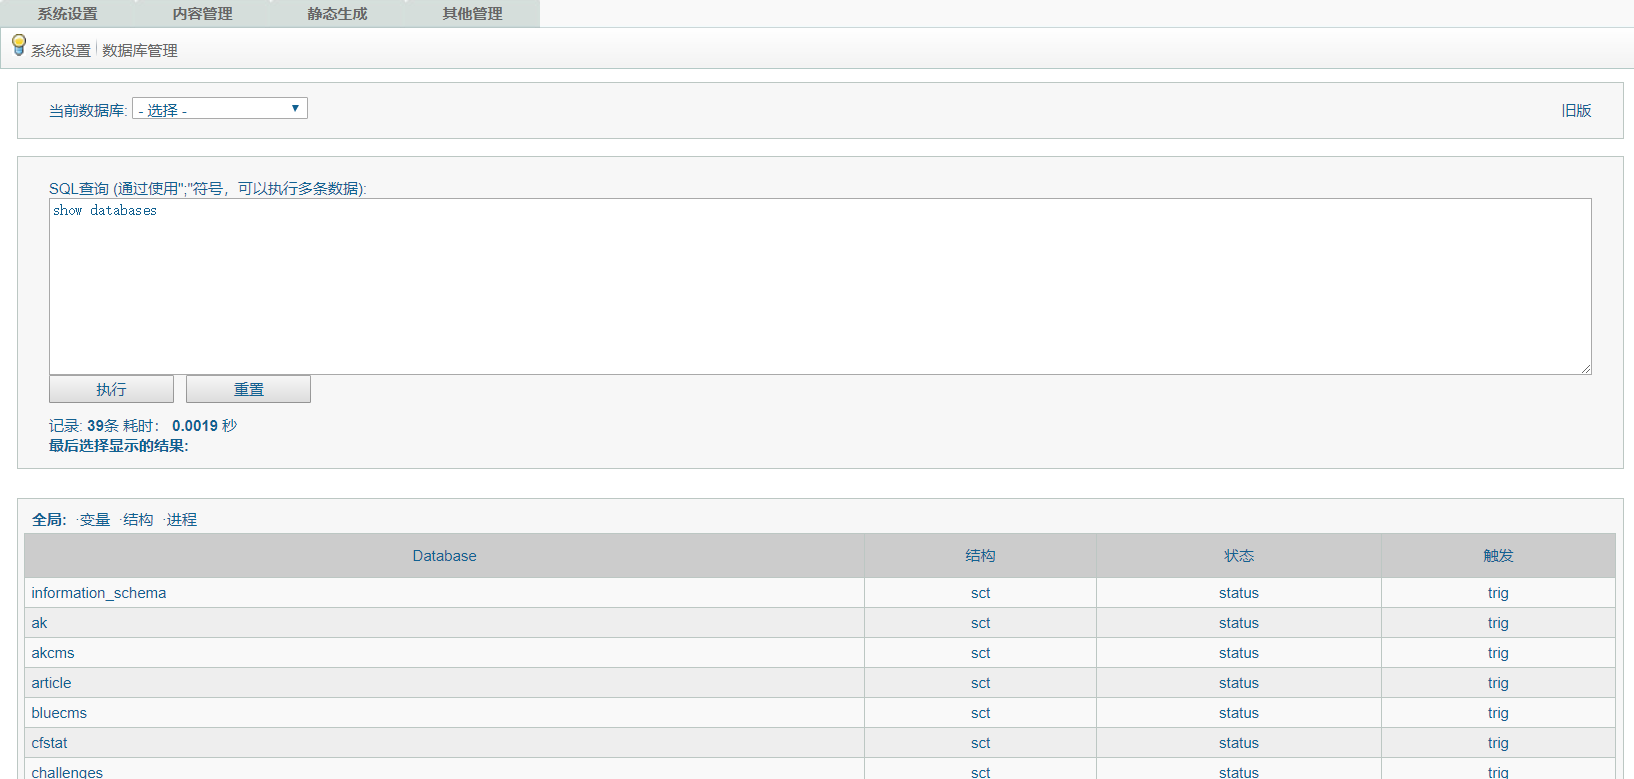 系统设置 内容管理 静态生成 其他管理
系统设置 数据库管理
当前数据库: - 选择 - 旧版
SQL查询 (通过使用";"符号，可以执行多条数据):
show databases
执行 重置
记录: 39条 耗时： 0.0019 秒
最后选择显示的结果:
全局: ·变量 ·结构 ·进程
Database 结构 状态 触发
information_schema sct status trig
ak sct status trig
akcms sct status trig
article sct status trig
bluecms sct status trig
cfstat sct status trig
challenges sct status trig